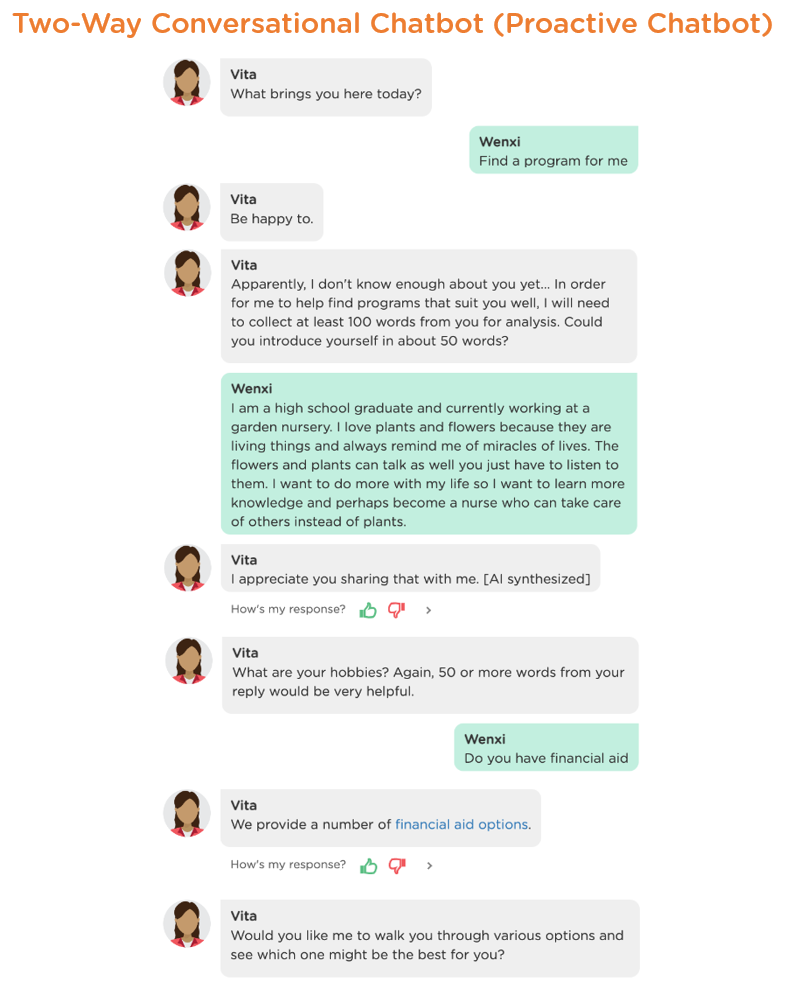 Two-Way Conversational Chatbot (Proactive Chatbot)
Vita
What brings you here today?
Wenxi
Find a program for me
Vita
Be happy to.
Vita
Apparently, I don't know enough about you yet... In order
for me to help find programs that suit you well, I will need
to collect at least 100 words from you for analysis. Could
you introduce yourself in about 50 words?
Wenxi
I am a high school graduate and currently working at a
garden nursery. I love plants and flowers because they are
living things and always remind me of miracles of lives. The
flowers and plants can talk as well you just have to listen to
them. I want to do more with my life so I want to learn more
knowledge and perhaps become a nurse who can take care
of others instead of plants.
Vita
I appreciate you sharing that with me. [AI synthesized]
How's my response?
Vita
What are your hobbies? Again, 50 or more words from your
reply would be very helpful.
Wenxi
Do you have financial aid
Vita
We provide a number of financial aid options.
How's my response?
Vita
Would you like me to walk you through various options and
see which one might be the best for you?